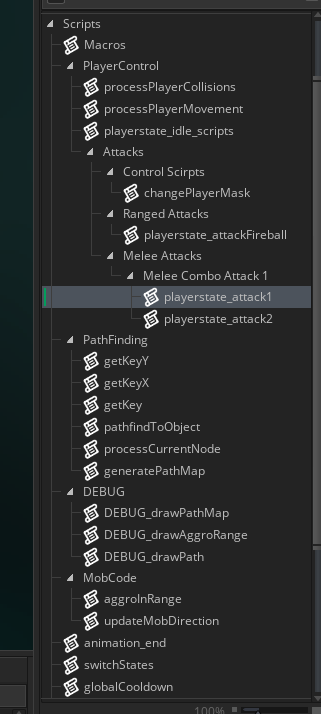 Scripts
Macros
PlayerControl
processPlayerCollisions
processPlayerMovement
playerstate_idle_scripts
Attacks
Control Scirpts
changePlayerMask
Ranged Attacks
playerstate_attackFireball
Melee Attacks
Melee Combo Attack 1
playerstate_attack1
playerstate_attack2
PathFinding
getKeyY
getKeyX
getKey
pathfindToObject
processCurrentNode
generatePathMap
DEBUG
DEBUG_drawPathMap
DEBUG_drawAggroRange
DEBUG_drawPath
MobCode
aggroInRange
updateMobDirection
animation_end
switchStates
globalCooldown
100%